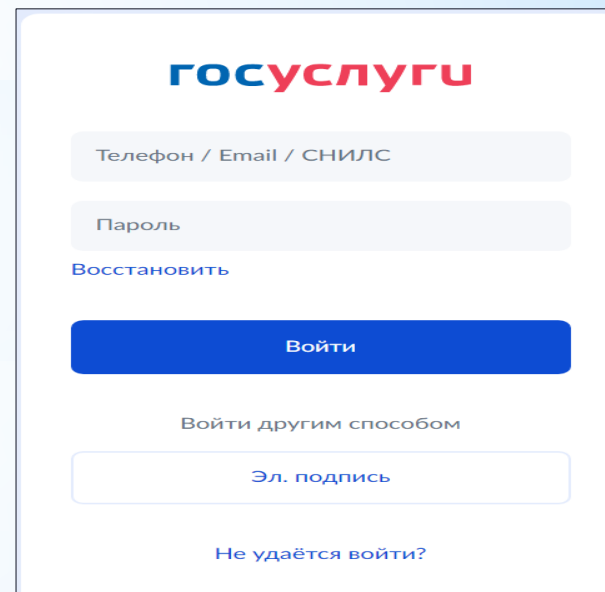 госуслуги
Телефон / Email / СНИЛС
Пароль
Восстановить
Войти
Войти другим способом
Эл. подпись
Не удаётся войти?